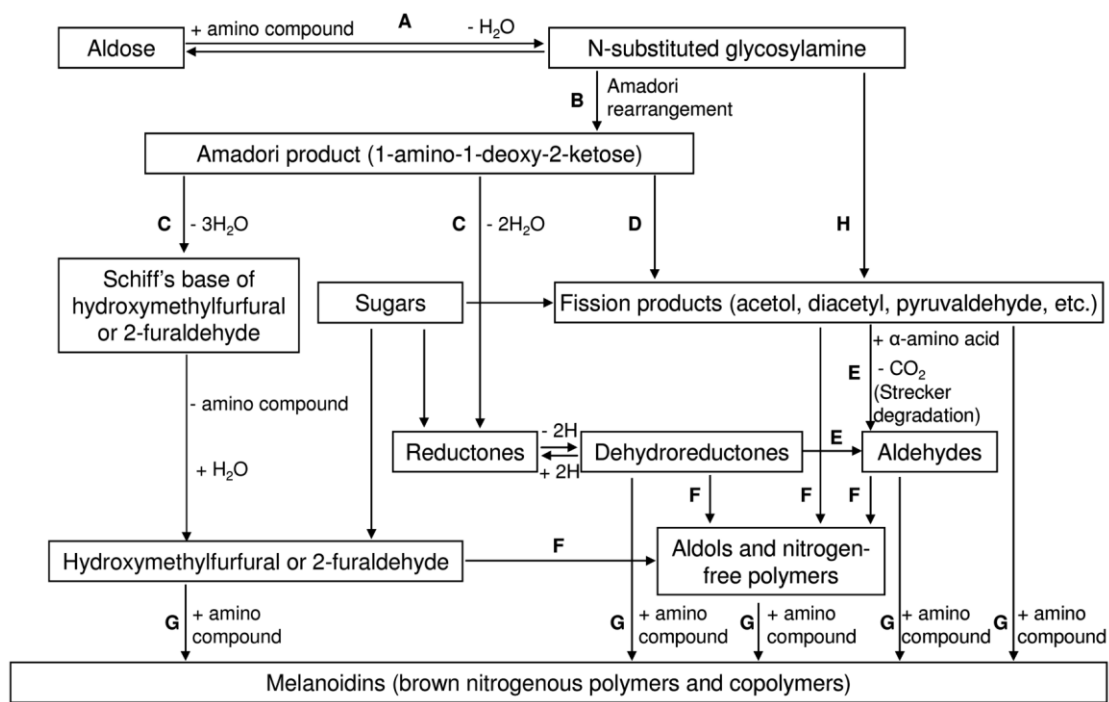 Aldose
+ amino compound
A
- H₂O
N-substituted glycosylamine
B
Amadori
rearrangement
Amadori product (1-amino-1-deoxy-2-ketose)
C
- 3H₂O
C
- 2H₂O
D
H
Schiff's base of
hydroxymethylfurfural
or 2-furaldehyde
Sugars
Fission products (acetol, diacetyl, pyruvaldehyde, etc.)
+ α-amino acid
E
- CO₂
(Strecker
degradation)
- amino compound
+ H₂O
Reductones
- 2H
+ 2H
Dehydroreductones
E
Aldehydes
F
F
F
Hydroxymethylfurfural or 2-furaldehyde
F
Aldols and nitrogen-
free polymers
G
+ amino
compound
G
+ amino
compound
G
+ amino
compound
G
+ amino
compound
G
+ amino
compound
Melanoidins (brown nitrogenous polymers and copolymers)